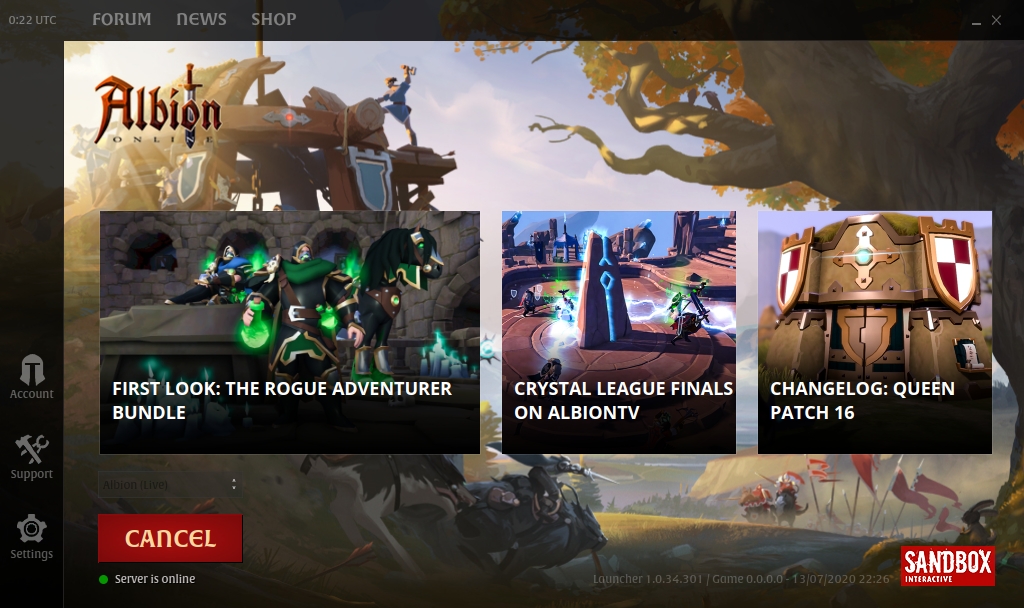 0:22 UTC
FORUM
NEWS
SHOP
Albion
ONLINE
FIRST LOOK: THE ROGUE ADVENTURER
BUNDLE
CRYSTAL LEAGUE FINALS
ON ALBIONTV
CHANGELOG: QUEEN
PATCH 16
Account
Support
Settings
Albion (Live)
CANCEL
Server is online
Launcher 1.0.34.301 / Game 0.0.0.0 - 13/07/2020 22:26
SANDBOX
INTERACTIVE